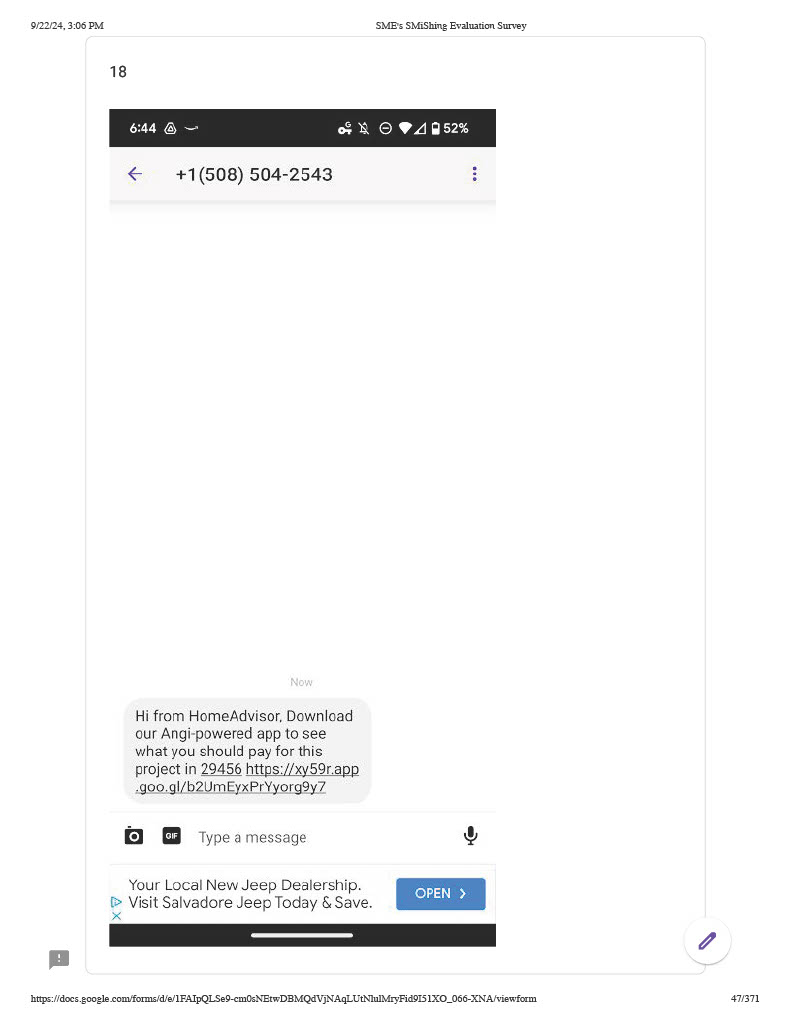 9/22/24, 3:06 PM
SME's SMiShing Evaluation Survey
18
6:44
52%
+1(508) 504-2543
Now
Hi from HomeAdvisor, Download
our Angi-powered app to see
what you should pay for this
project in 29456 https://xy59r.app
.goo.gl/b2UmEyxPrYyorg9y7
GIF
Type a message
Your Local New Jeep Dealership.
Visit Salvadore Jeep Today & Save.
OPEN
https://docs.google.com/forms/d/e/1FAIpQLSe9-cm0sNEtwDBMQdVjNAqLUtNlulMryFid9I51XO_066-XNA/viewform
47/371